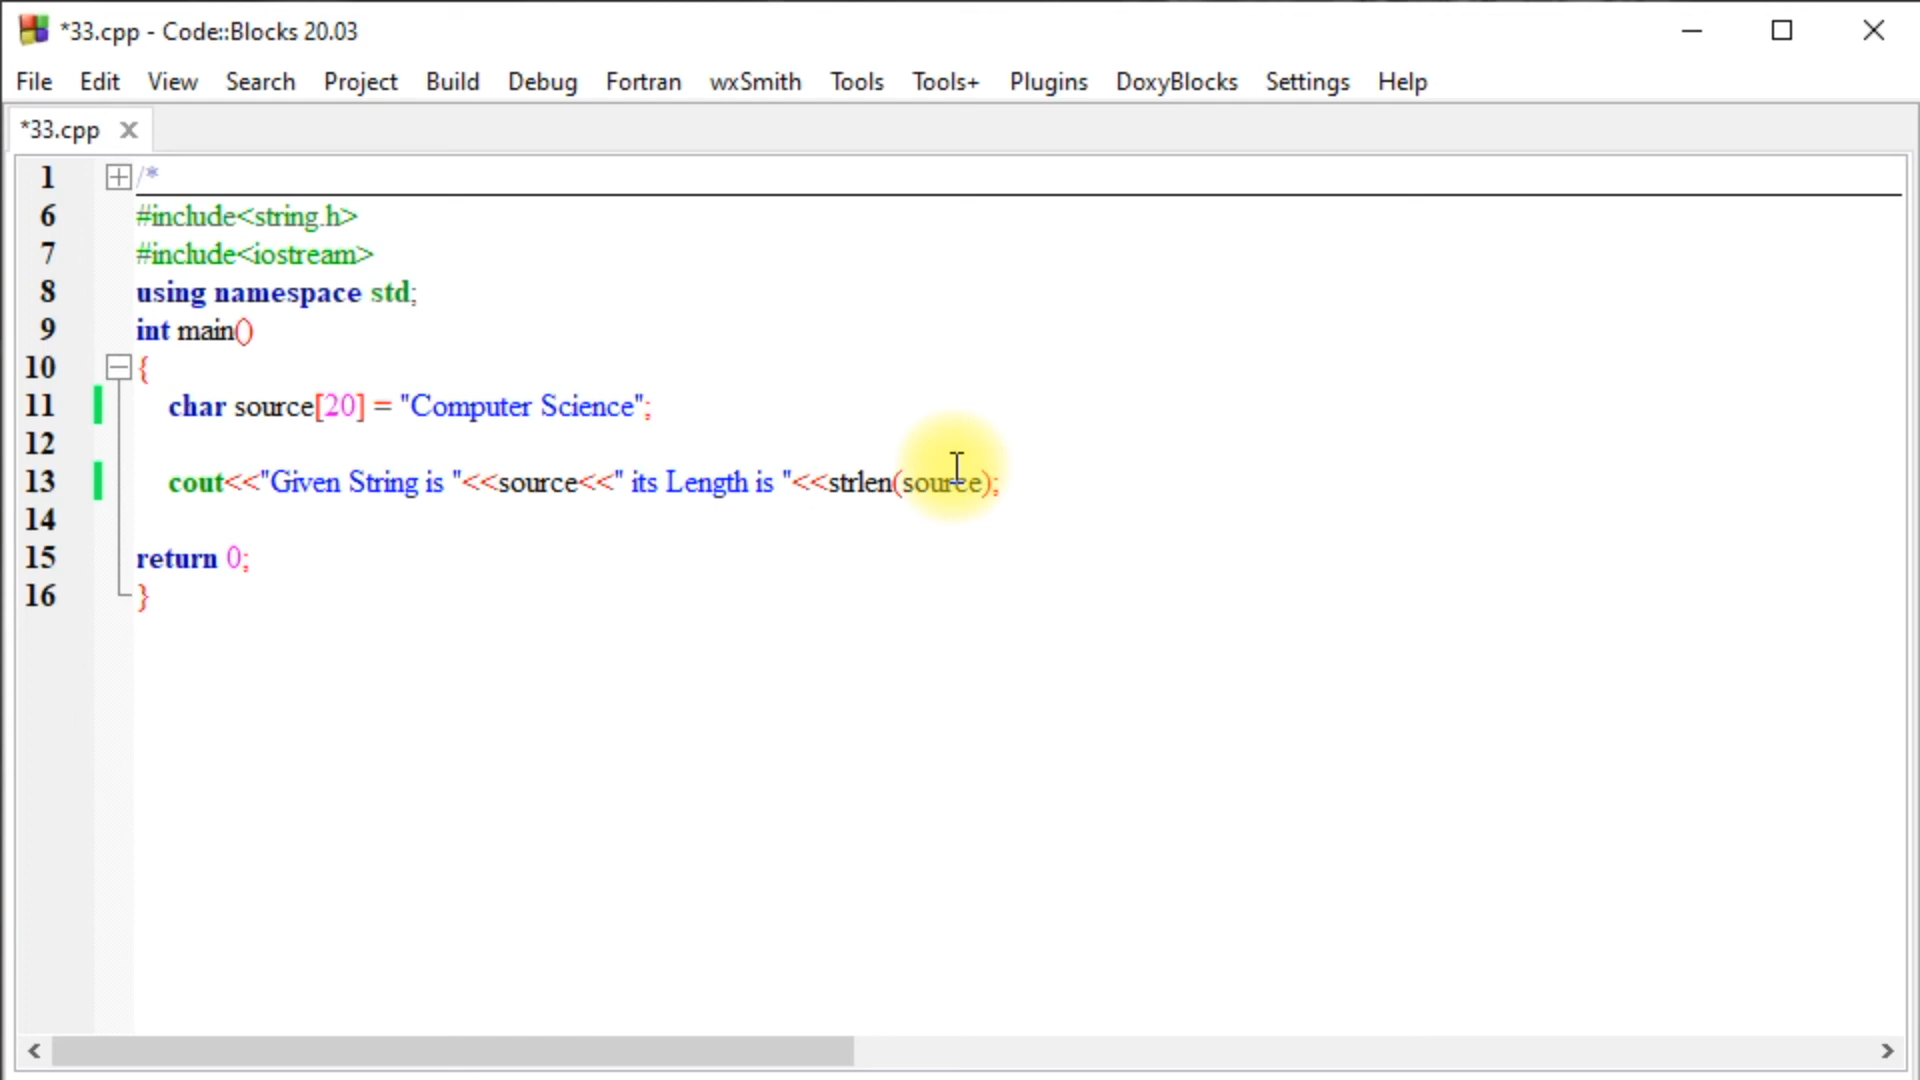 *33.cpp - Code::Blocks 20.03
File Edit View Search Project Build Debug Fortran wxSmith Tools Tools+ Plugins DoxyBlocks Settings Help
*33.cpp
1 /*
6 #include<string.h>
7 #include<iostream>
8 using namespace std;
9 int main()
10 {
11 char source[20] = "Computer Science";
12
13 cout<<"Given String is "<<source<<" its Length is "<<strlen(source);
14
15 return 0;
16 }